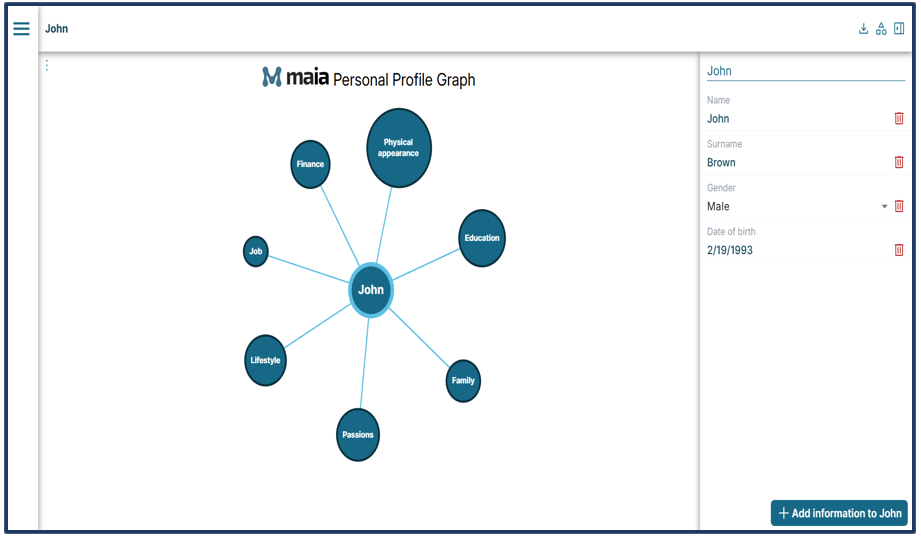 John
maia Personal Profile Graph
Physical
appearance
Finance
Education
Job
John
Lifestyle
Family
Passions
John
Name
John
Surname
Brown
Gender
Male
Date of birth
2/19/1993
+ Add information to John